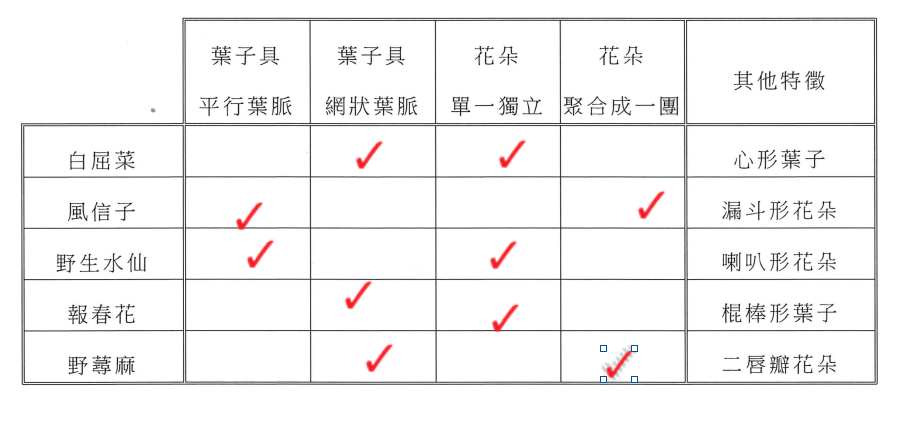 葉子具 葉子具 花朵 花朵
其他特徵
平行葉脈 網狀葉脈 單一獨立 聚合成一團
白屈菜 ✓ ✓ 心形葉子
風信子 ✓ ✓ 漏斗形花朵
野生水仙 ✓ ✓ 喇叭形花朵
報春花 ✓ ✓ 棍棒形葉子
野蕁麻 ✓ ✓ 二唇瓣花朵